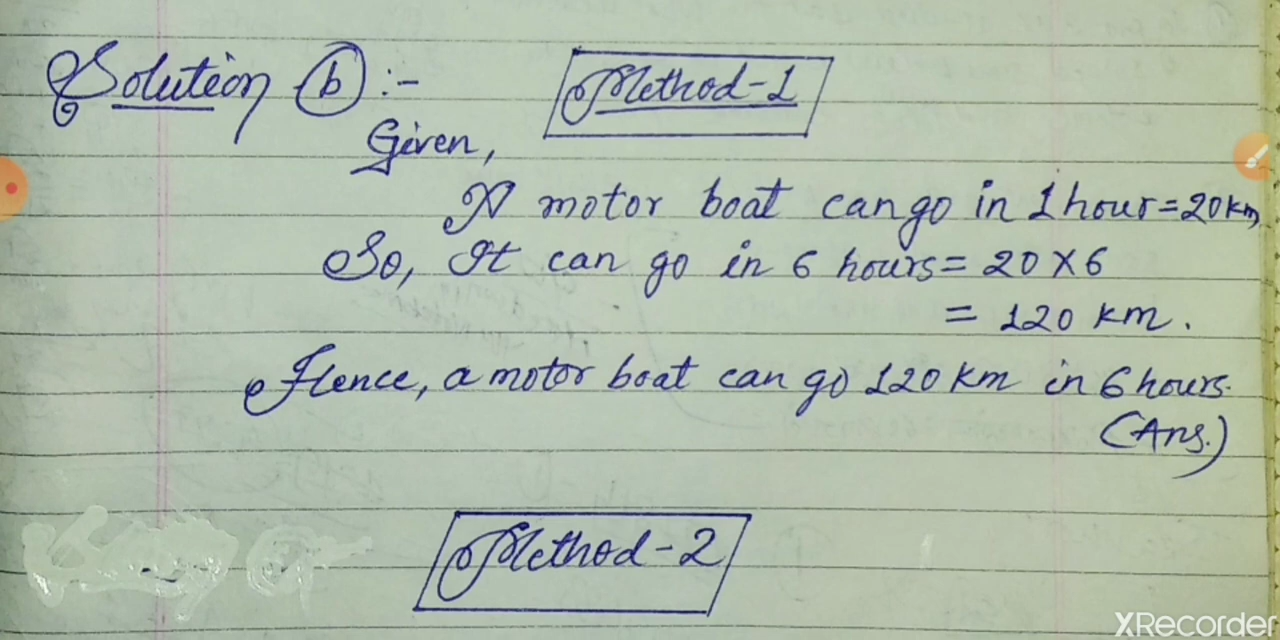 Solution (b) :- Method-1
Given,
A motor boat can go in 1 hour = 20 km
So, It can go in 6 hours = 20 × 6
= 120 km.
Hence, a motor boat can go 120 km in 6 hours.
(Ans.)
Method-2
XRecorder